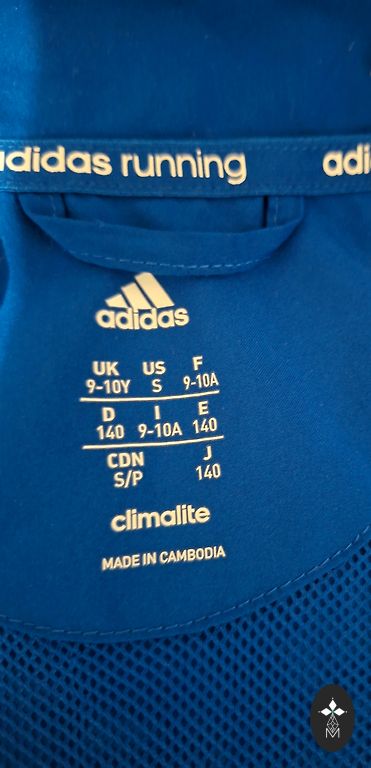 adidas running adi
adidas
UK US F
9-10Y S 9-10A
D I E
140 9-10A 140
CDN J
S/P 140
climalite
MADE IN CAMBODIA
M